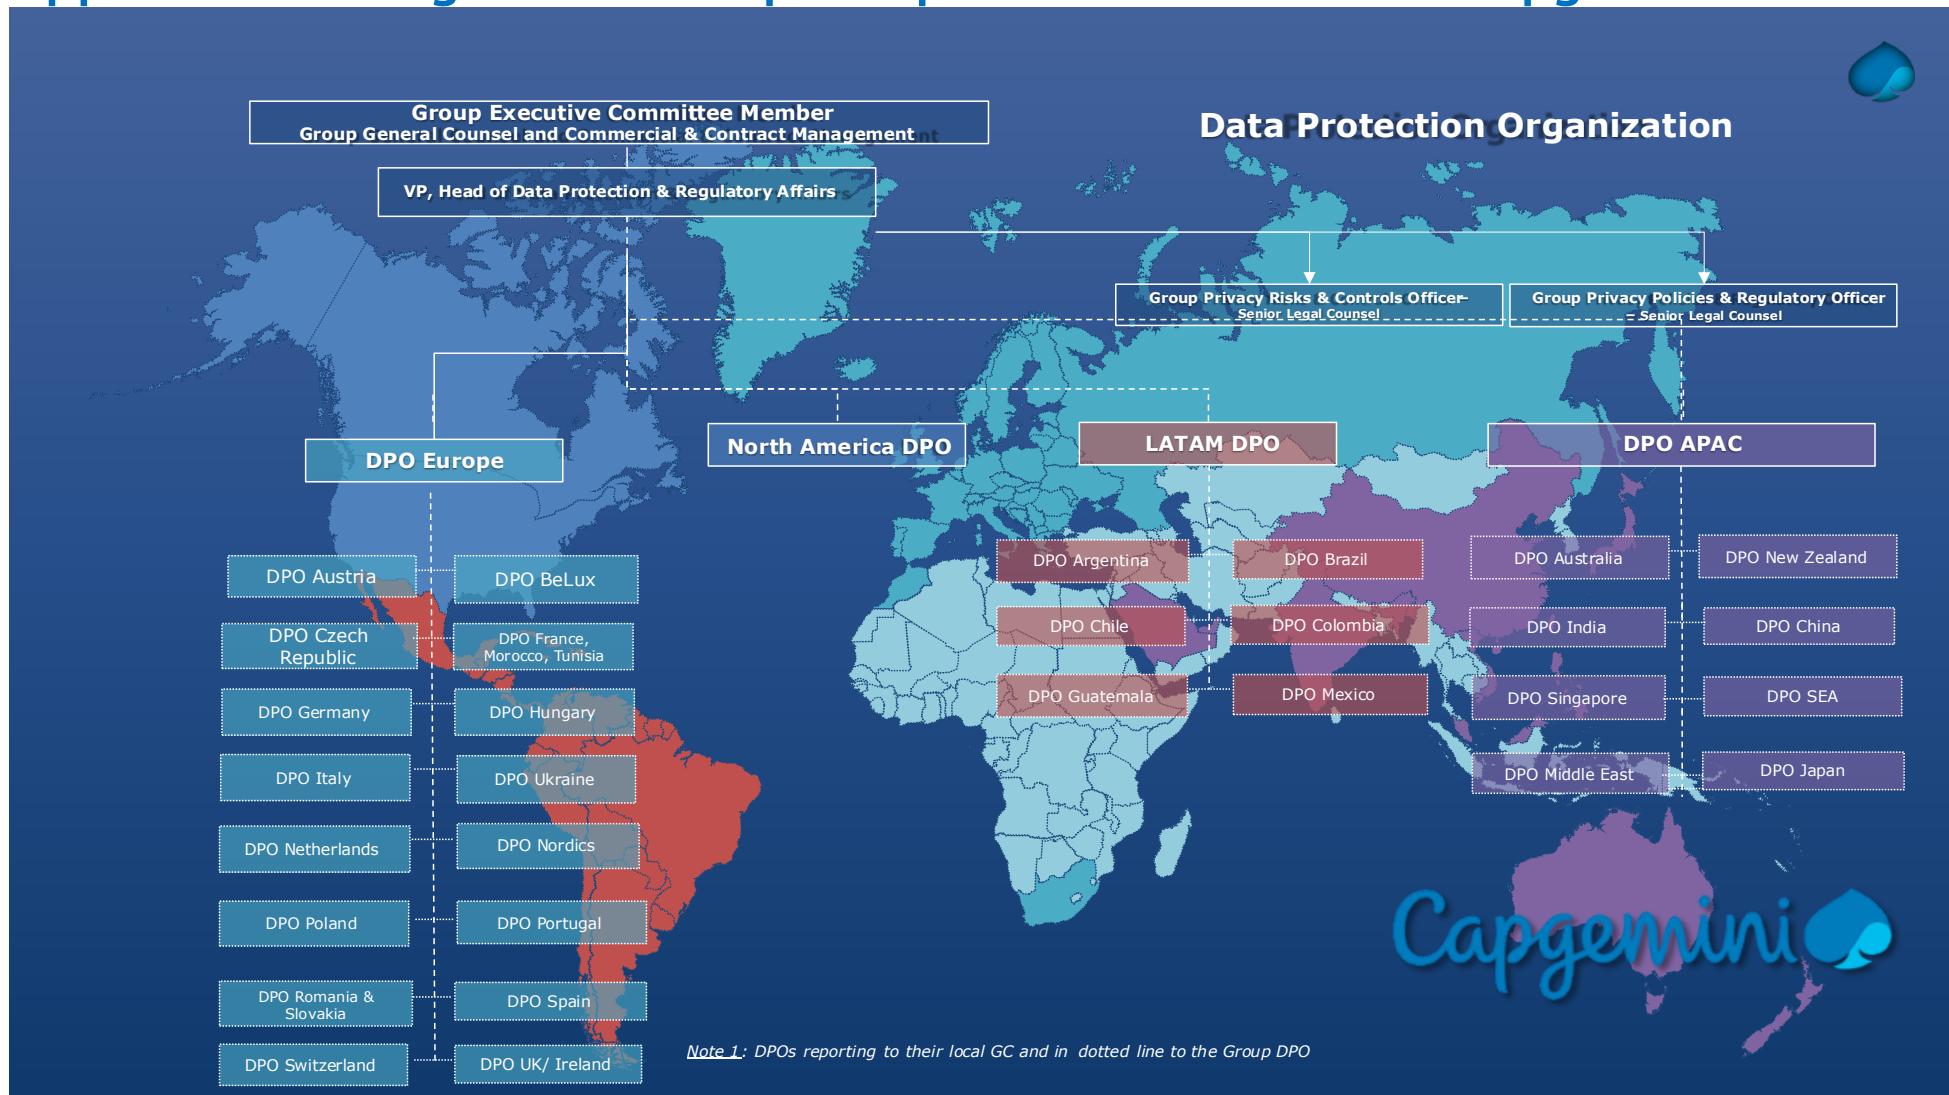 Group Executive Committee Member
Group General Counsel and Commercial & Contract Management
Data Protection Organization
VP, Head of Data Protection & Regulatory Affairs
Group Privacy Risks & Controls Officer–
Senior Legal Counsel
Group Privacy Policies & Regulatory Officer
– Senior Legal Counsel
DPO Europe
North America DPO
LATAM DPO
DPO APAC
DPO Austria
DPO BeLux
DPO Czech
Republic
DPO France,
Morocco, Tunisia
DPO Germany
DPO Hungary
DPO Italy
DPO Ukraine
DPO Netherlands
DPO Nordics
DPO Poland
DPO Portugal
DPO Romania &
Slovakia
DPO Spain
DPO Switzerland
DPO UK/ Ireland
DPO Argentina
DPO Brazil
DPO Chile
DPO Colombia
DPO Guatemala
DPO Mexico
DPO Australia
DPO New Zealand
DPO India
DPO China
DPO Singapore
DPO SEA
DPO Middle East
DPO Japan
Capgemini
Note 1 : DPOs reporting to their local GC and in dotted line to the Group DPO